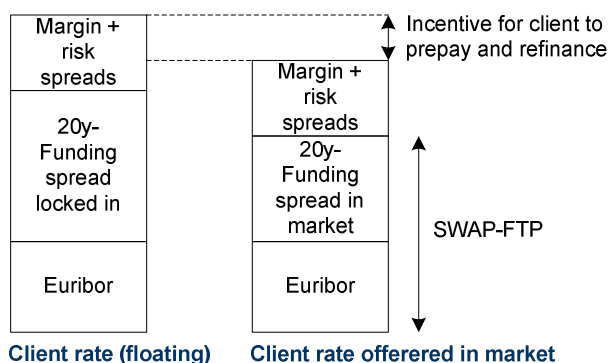 Margin +
risk
spreads
20y-
Funding
spread
locked in
Euribor
Client rate (floating)
Margin +
risk
spreads
20y-
Funding
spread in
market
Euribor
Client rate offerered in market
Incentive for client to
prepay and refinance
SWAP-FTP